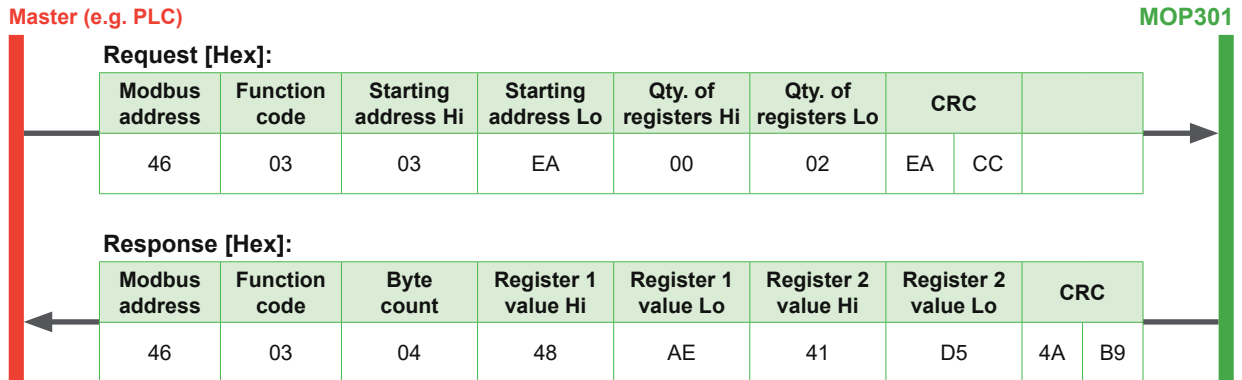 Master (e.g. PLC) MOP301
Request [Hex]:
Modbus address Function code Starting address Hi Starting address Lo Qty. of registers Hi Qty. of registers Lo CRC
46 03 03 EA 00 02 EA CC
Response [Hex]:
Modbus address Function code Byte count Register 1 value Hi Register 1 value Lo Register 2 value Hi Register 2 value Lo CRC
46 03 04 48 AE 41 D5 4A B9